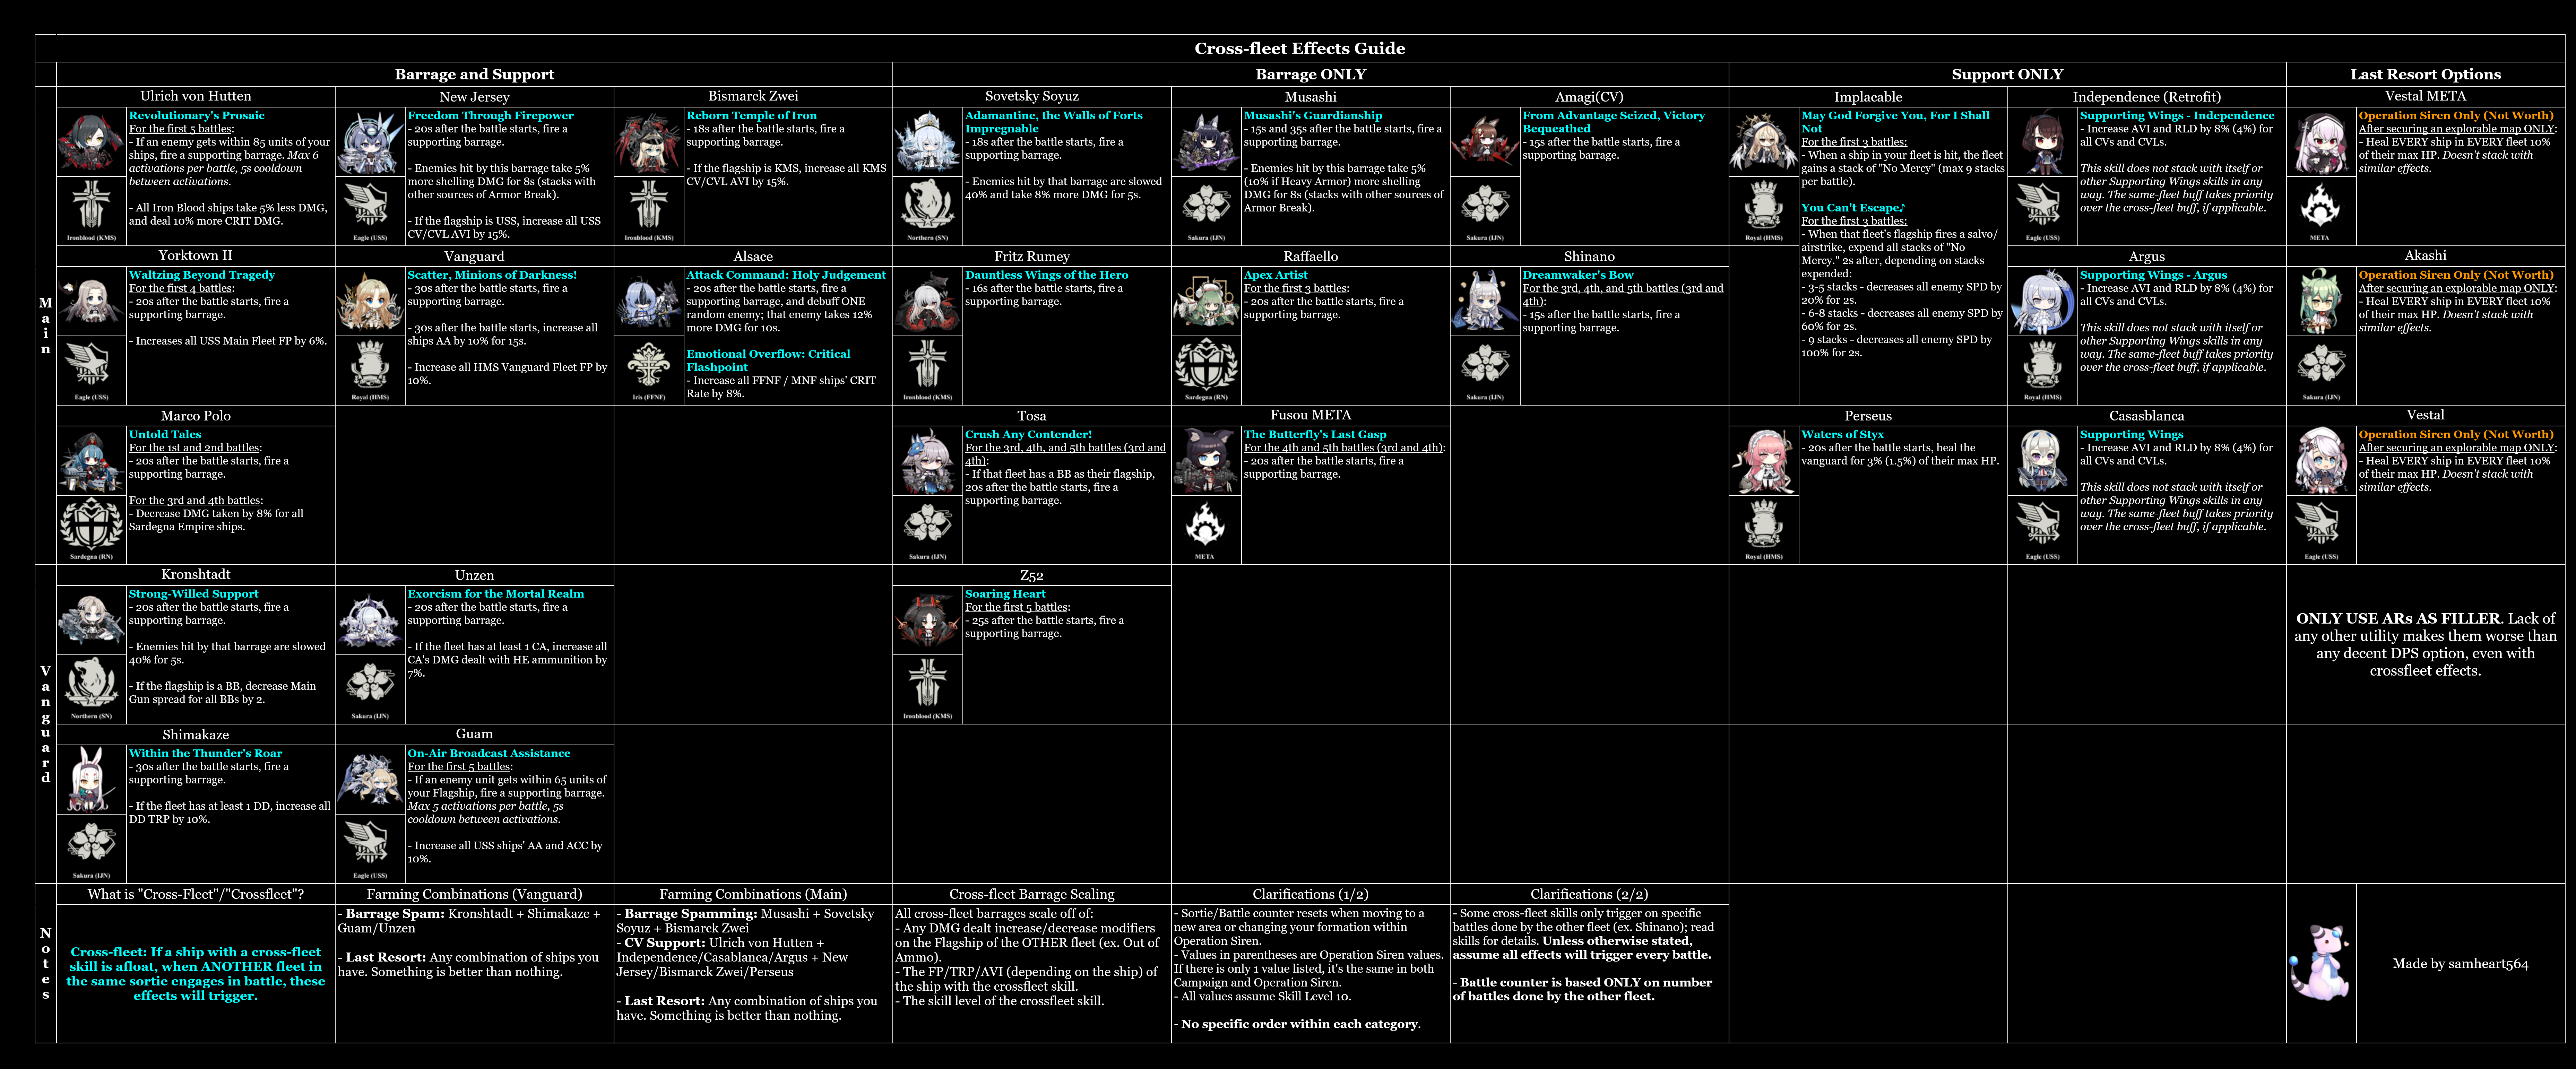 Cross-fleet Effects Guide
Barrage and Support
Barrage ONLY
Support ONLY
Last Resort Options
Main
Ulrich von Hutten
Revolutionary's Prosaic
For the first 5 battles:
- If an enemy gets within 85 units of your
ships, fire a supporting barrage. Max 6
activations per battle, 5s cooldown
between activations.
- All Iron Blood ships take 5% less DMG,
and deal 10% more CRIT DMG.
Ironblood (KMS)
New Jersey
Freedom Through Firepower
- 20s after the battle starts, fire a
supporting barrage.
- Enemies hit by this barrage take 5%
more shelling DMG for 8s (stacks with
other sources of Armor Break).
- If the flagship is USS, increase all USS
CV/CVL AVI by 15%.
Eagle (USS)
Bismarck Zwei
Reborn Temple of Iron
- 18s after the battle starts, fire a
supporting barrage.
- If the flagship is KMS, increase all KMS
CV/CVL AVI by 15%.
Ironblood (KMS)
Sovetsky Soyuz
Adamantine, the Walls of Forts
Impregnable
- 18s after the battle starts, fire a
supporting barrage.
- Enemies hit by that barrage are slowed
40% and take 8% more DMG for 5s.
Northern (SN)
Musashi
Musashi's Guardianship
- 15s and 35s after the battle starts, fire a
supporting barrage.
- Enemies hit by this barrage take 5%
(10% if Heavy Armor) more shelling
DMG for 8s (stacks with other sources of
Armor Break).
Sakura (IJN)
Amagi(CV)
From Advantage Seized, Victory
Bequeathed
- 15s after the battle starts, fire a
supporting barrage.
Sakura (IJN)
Implacable
May God Forgive You, For I Shall
Not
For the first 3 battles:
- When a ship in your fleet is hit, the fleet
gains a stack of "No Mercy" (max 9 stacks
per battle).
You Can't Escape♪
For the first 3 battles:
- When that fleet's flagship fires a salvo/
airstrike, expend all stacks of "No
Mercy." 2s after, depending on stacks
expended:
- 3-5 stacks - decreases all enemy SPD by
20% for 2s.
- 6-8 stacks - decreases all enemy SPD by
60% for 2s.
- 9 stacks - decreases all enemy SPD by
100% for 2s.
Royal (HMS)
Independence (Retrofit)
Supporting Wings - Independence
- Increase AVI and RLD by 8% (4%) for
all CVs and CVLs.
This skill does not stack with itself or
other Supporting Wings skills in any
way. The same-fleet buff takes priority
over the cross-fleet buff, if applicable.
Eagle (USS)
Vestal META
Operation Siren Only (Not Worth)
After securing an explorable map ONLY:
- Heal EVERY ship in EVERY fleet 10%
of their max HP. Doesn't stack with
similar effects.
META
Yorktown II
Waltzing Beyond Tragedy
For the first 4 battles:
- 20s after the battle starts, fire a
supporting barrage.
- Increases all USS Main Fleet FP by 6%.
Eagle (USS)
Vanguard
Scatter, Minions of Darkness!
- 30s after the battle starts, fire a
supporting barrage.
- 30s after the battle starts, increase all
ships AA by 10% for 15s.
- Increase all HMS Vanguard Fleet FP by
10%.
Royal (HMS)
Alsace
Attack Command: Holy Judgement
- 20s after the battle starts, fire a
supporting barrage, and debuff ONE
random enemy; that enemy takes 12%
more DMG for 10s.
Emotional Overflow: Critical
Flashpoint
- Increase all FFNF / MNF ships' CRIT
Rate by 8%.
Iris (FFNF)
Fritz Rumey
Dauntless Wings of the Hero
- 16s after the battle starts, fire a
supporting barrage.
Ironblood (KMS)
Raffaello
Apex Artist
For the first 3 battles:
- 20s after the battle starts, fire a
supporting barrage.
Sardegna (RN)
Shinano
Dreamwaker's Bow
For the 3rd, 4th, and 5th battles (3rd and
4th):
- 15s after the battle starts, fire a
supporting barrage.
Sakura (IJN)
Argus
Supporting Wings - Argus
- Increase AVI and RLD by 8% (4%) for
all CVs and CVLs.
This skill does not stack with itself or
other Supporting Wings skills in any
way. The same-fleet buff takes priority
over the cross-fleet buff, if applicable.
Royal (HMS)
Akashi
Operation Siren Only (Not Worth)
After securing an explorable map ONLY:
- Heal EVERY ship in EVERY fleet 10%
of their max HP. Doesn't stack with
similar effects.
Sakura (IJN)
Marco Polo
Untold Tales
For the 1st and 2nd battles:
- 20s after the battle starts, fire a
supporting barrage.
For the 3rd and 4th battles:
- Decrease DMG taken by 8% for all
Sardegna Empire ships.
Sardegna (RN)
Tosa
Crush Any Contender!
For the 3rd, 4th, and 5th battles (3rd and
4th):
- If that fleet has a BB as their flagship,
20s after the battle starts, fire a
supporting barrage.
Sakura (IJN)
Fusou META
The Butterfly's Last Gasp
For the 4th and 5th battles (3rd and 4th):
- 20s after the battle starts, fire a
supporting barrage.
META
Perseus
Waters of Styx
- 20s after the battle starts, heal the
vanguard for 3% (1.5%) of their max HP.
Royal (HMS)
Casasblanca
Supporting Wings
- Increase AVI and RLD by 8% (4%) for
all CVs and CVLs.
This skill does not stack with itself or
other Supporting Wings skills in any
way. The same-fleet buff takes priority
over the cross-fleet buff, if applicable.
Eagle (USS)
Vestal
Operation Siren Only (Not Worth)
After securing an explorable map ONLY:
- Heal EVERY ship in EVERY fleet 10%
of their max HP. Doesn't stack with
similar effects.
Eagle (USS)
Vanguard
Kronshtadt
Strong-Willed Support
- 20s after the battle starts, fire a
supporting barrage.
- Enemies hit by that barrage are slowed
40% for 5s.
- If the flagship is a BB, decrease Main
Gun spread for all BBs by 2.
Northern (SN)
Unzen
Exorcism for the Mortal Realm
- 20s after the battle starts, fire a
supporting barrage.
- If the fleet has at least 1 CA, increase all
CA's DMG dealt with HE ammunition by
7%.
Sakura (IJN)
Z52
Soaring Heart
For the first 5 battles:
- 25s after the battle starts, fire a
supporting barrage.
Ironblood (KMS)
ONLY USE ARs AS FILLER. Lack of
any other utility makes them worse than
any decent DPS option, even with
crossfleet effects.
Shimakaze
Within the Thunder's Roar
- 30s after the battle starts, fire a
supporting barrage.
- If the fleet has at least 1 DD, increase all
DD TRP by 10%.
Sakura (IJN)
Guam
On-Air Broadcast Assistance
For the first 5 battles:
- If an enemy unit gets within 65 units of
your Flagship, fire a supporting barrage.
Max 5 activations per battle, 5s
cooldown between activations.
- Increase all USS ships' AA and ACC by
10%.
Eagle (USS)
Notes
What is "Cross-Fleet"/"Crossfleet"?
Cross-fleet: If a ship with a cross-fleet
skill is afloat, when ANOTHER fleet in
the same sortie engages in battle, these
effects will trigger.
Farming Combinations (Vanguard)
- Barrage Spam: Kronshtadt + Shimakaze +
Guam/Unzen
- Last Resort: Any combination of ships you
have. Something is better than nothing.
Farming Combinations (Main)
- Barrage Spamming: Musashi + Sovetsky
Soyuz + Bismarck Zwei
- CV Support: Ulrich von Hutten +
Independence/Casablanca/Argus + New
Jersey/Bismarck Zwei/Perseus
- Last Resort: Any combination of ships you
have. Something is better than nothing.
Cross-fleet Barrage Scaling
All cross-fleet barrages scale off of:
- Any DMG dealt increase/decrease modifiers
on the Flagship of the OTHER fleet (ex. Out of
Ammo).
- The FP/TRP/AVI (depending on the ship) of
the ship with the crossfleet skill.
- The skill level of the crossfleet skill.
Clarifications (1/2)
- Sortie/Battle counter resets when moving to a
new area or changing your formation within
Operation Siren.
- Values in parentheses are Operation Siren values.
If there is only 1 value listed, it's the same in both
Campaign and Operation Siren.
- All values assume Skill Level 10.
- No specific order within each category.
Clarifications (2/2)
- Some cross-fleet skills only trigger on specific
battles done by the other fleet (ex. Shinano); read
skills for details. Unless otherwise stated,
assume all effects will trigger every battle.
- Battle counter is based ONLY on number
of battles done by the other fleet.
Made by samheart564